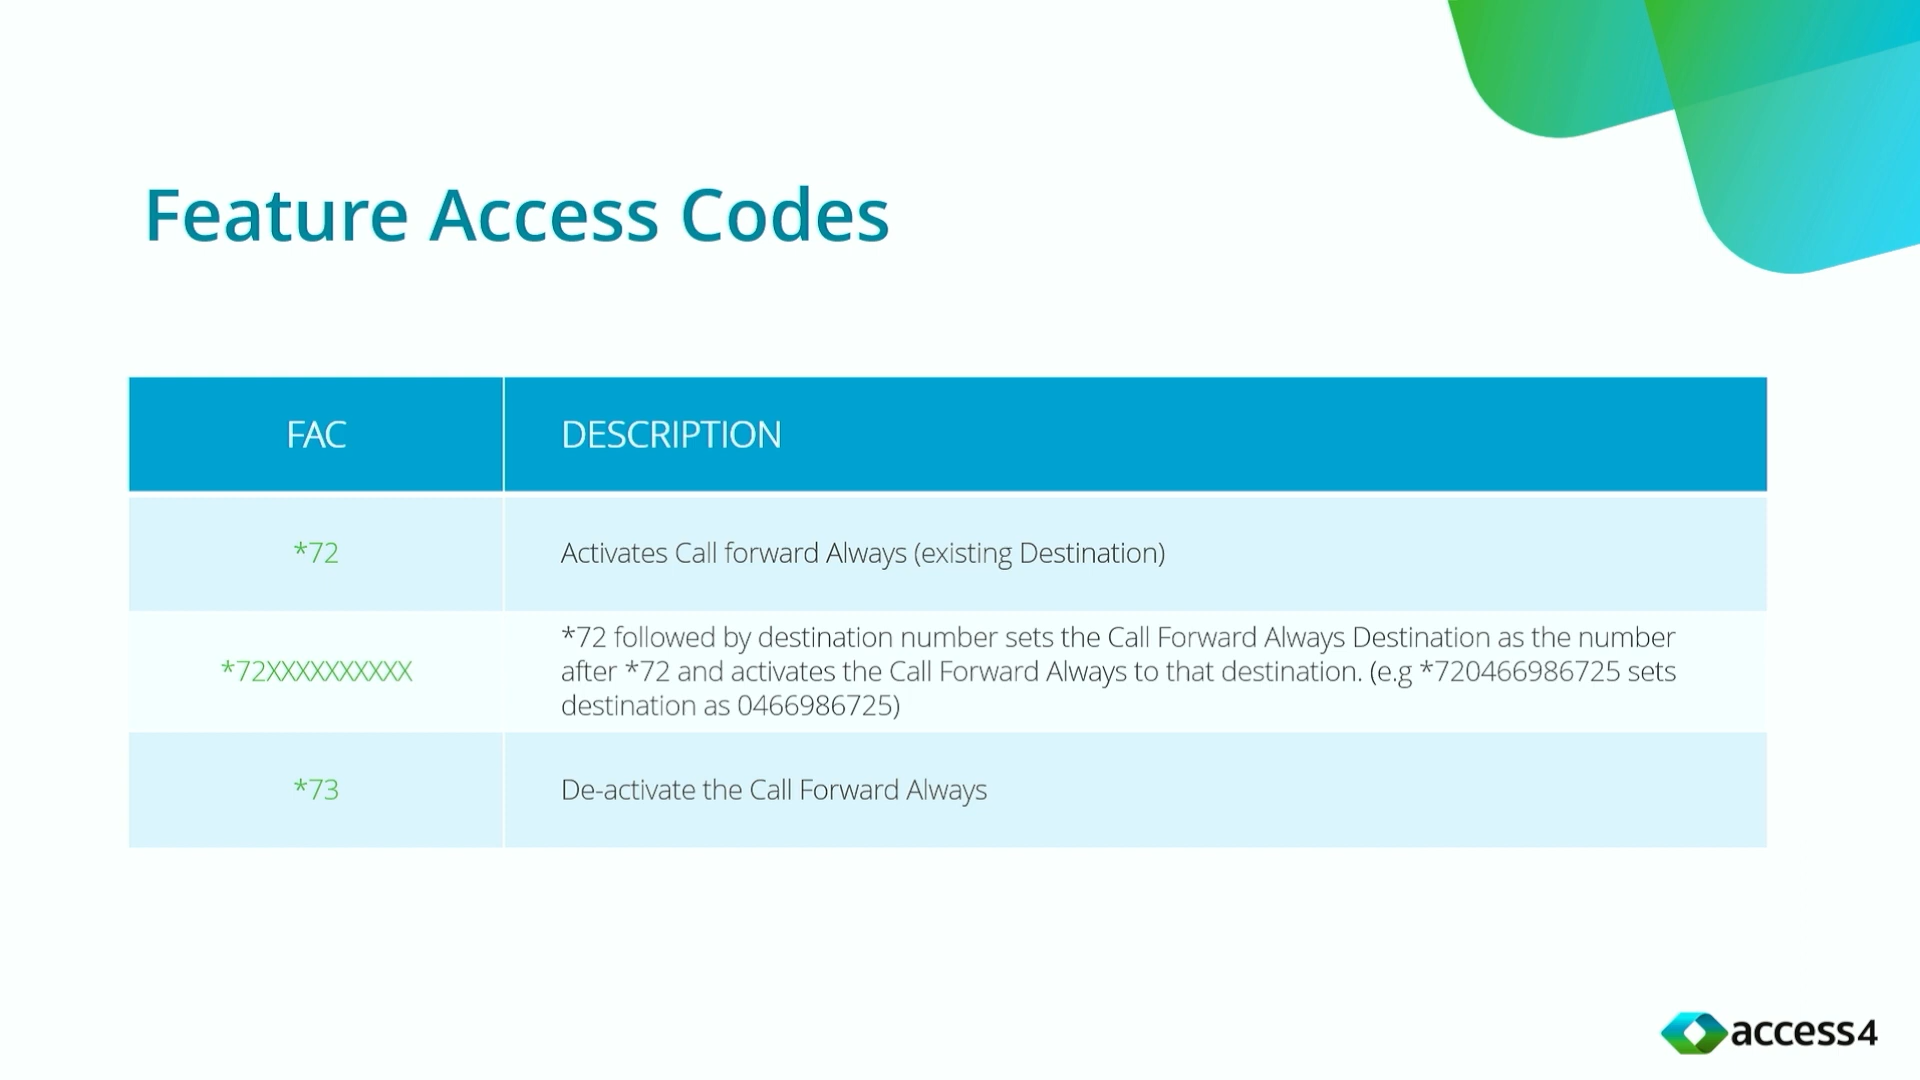 Feature Access Codes
FAC
DESCRIPTION
*72
Activates Call forward Always (existing Destination)
*72XXXXXXXXXX
*72 followed by destination number sets the Call Forward Always Destination as the number
after *72 and activates the Call Forward Always to that destination. (e.g *720466986725 sets
destination as 0466986725)
*73
De-activate the Call Forward Always
access4